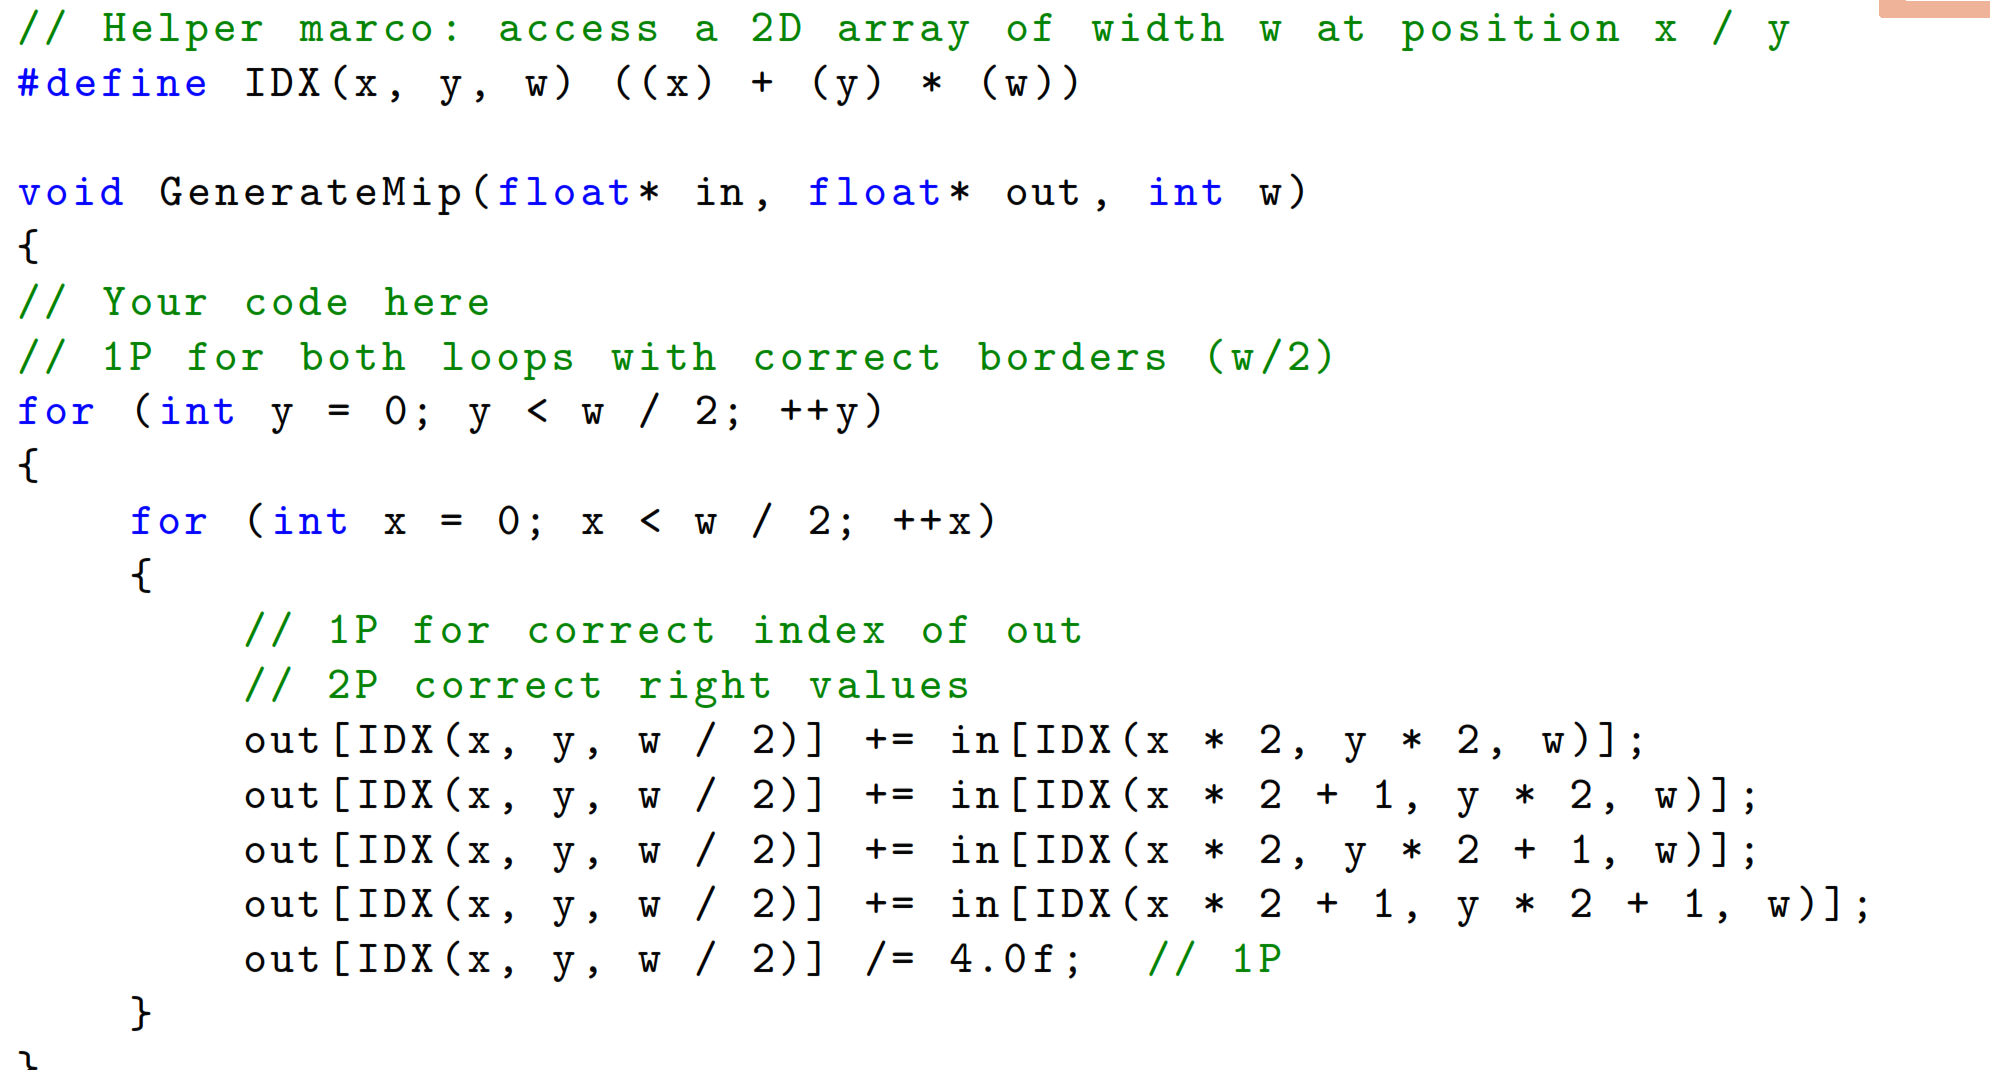 // Helper marco: access a 2D array of width w at position x / y
#define IDX(x, y, w) ((x) + (y) * (w))
void GenerateMip(float* in, float* out, int w)
{
// Your code here
// 1P for both loops with correct borders (w/2)
for (int y = 0; y < w / 2; ++y)
{
for (int x = 0; x < w / 2; ++x)
{
// 1P for correct index of out
// 2P correct right values
out[IDX(x, y, w / 2)] += in[IDX(x * 2, y * 2, w)];
out[IDX(x, y, w / 2)] += in[IDX(x * 2 + 1, y * 2, w)];
out[IDX(x, y, w / 2)] += in[IDX(x * 2, y * 2 + 1, w)];
out[IDX(x, y, w / 2)] += in[IDX(x * 2 + 1, y * 2 + 1, w)];
out[IDX(x, y, w / 2)] /= 4.0f; // 1P
}
}